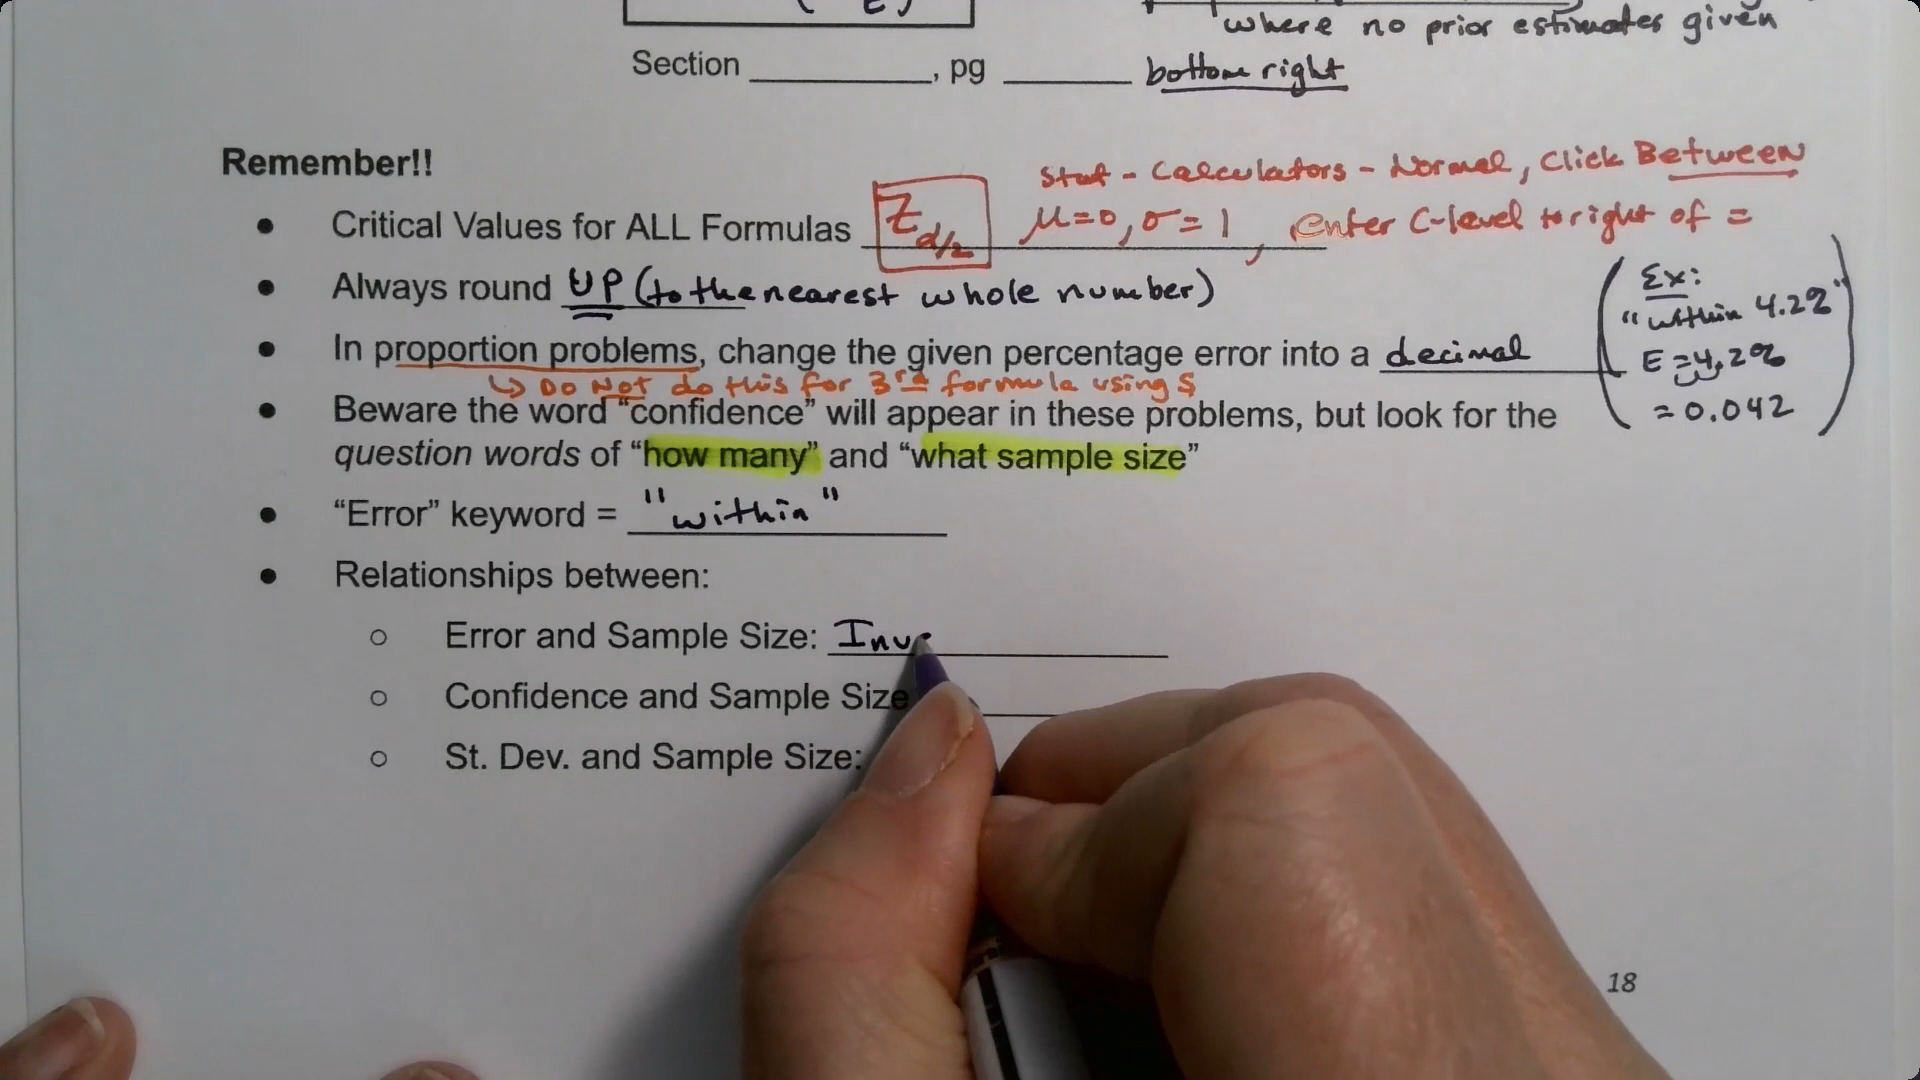 where no prior estimates given
Section ________, pg ______ bottom right
Remember!!
Stat - Calculators - Normal, Click Between
• Critical Values for ALL Formulas Zα/2 μ=0, σ=1, enter C-level to right of =
• Always round UP (to the nearest whole number)
• In proportion problems, change the given percentage error into a decimal
↳ DO NOT do this for 3rd formula using s
(Ex:
"within 4.2%"
E = 4.2%
= 0.042)
• Beware the word “confidence” will appear in these problems, but look for the
question words of “how many” and “what sample size”
• “Error” keyword = "within"
• Relationships between:
○ Error and Sample Size: Inve
○ Confidence and Sample Size
○ St. Dev. and Sample Size:
18